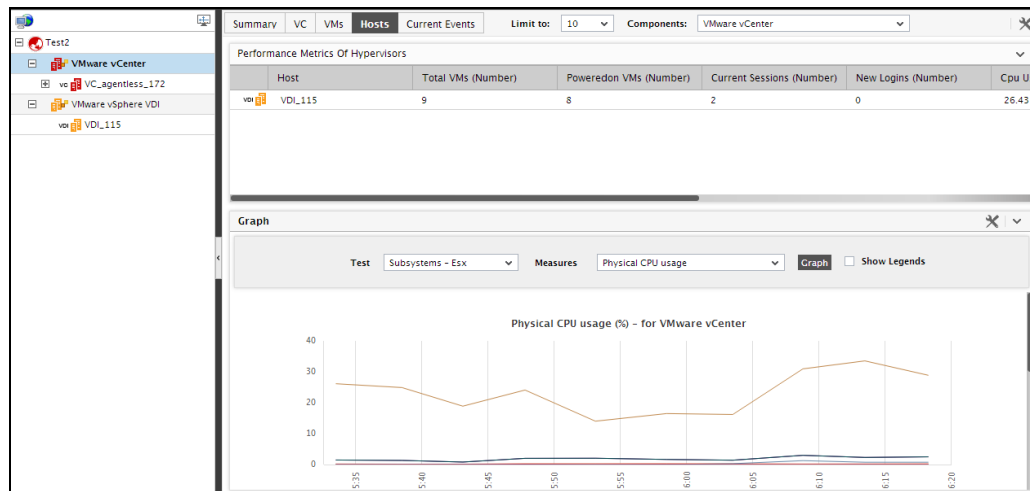 Summary VC VMs Hosts Current Events Limit to: 10 Components: VMware vCenter
Test2
VMware vCenter
VC VC_agentless_172
VMware vSphere VDI
VDI VDI_115
Performance Metrics Of Hypervisors
Host Total VMs (Number) Poweredon VMs (Number) Current Sessions (Number) New Logins (Number) Cpu U
VDI VDI_115 9 8 2 0 26.43
Graph
Test Subsystems - Esx Measures Physical CPU usage Graph Show Legends
Physical CPU usage (%) - for VMware vCenter
40
30
20
10
0
5:35 5:40 5:45 5:50 5:55 6:00 6:05 6:10 6:15 6:20